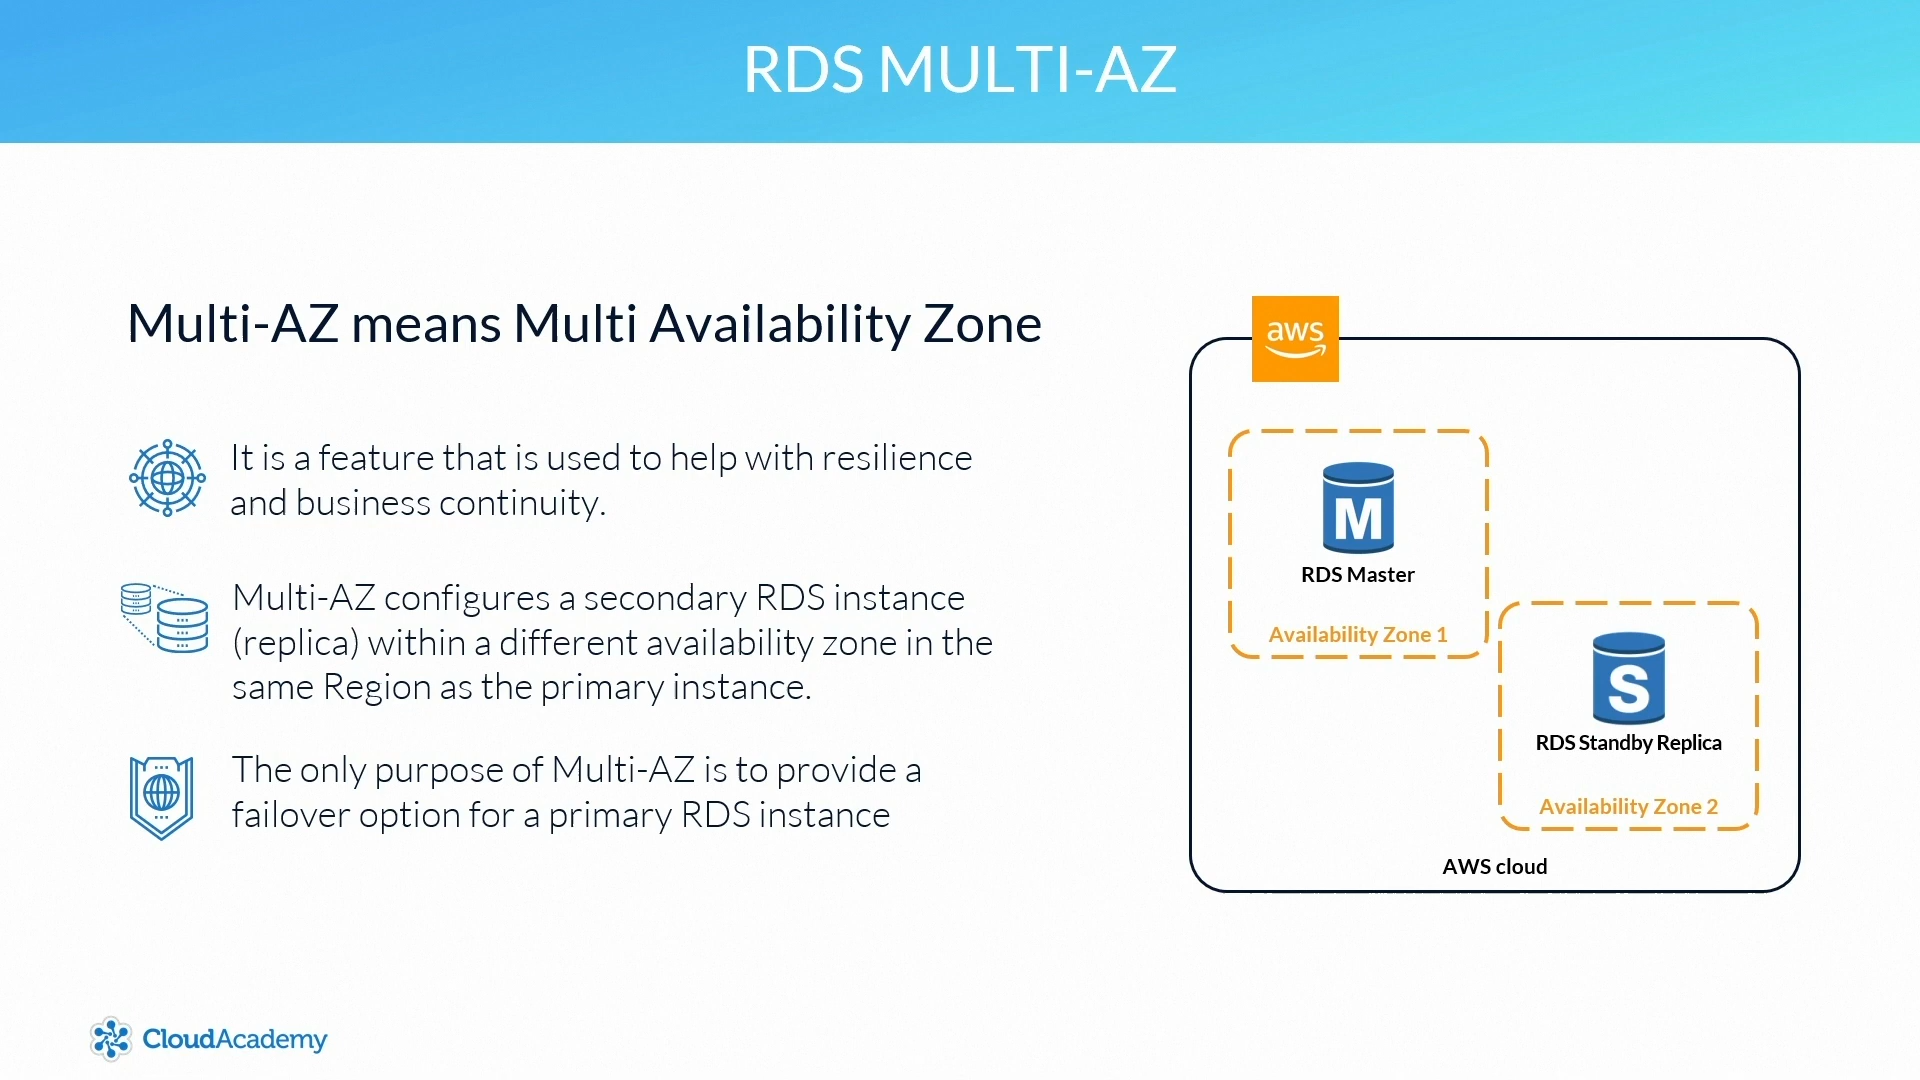 RDS MULTI-AZ
Multi-AZ means Multi Availability Zone
It is a feature that is used to help with resilience
and business continuity.
Multi-AZ configures a secondary RDS instance
(replica) within a different availability zone in the
same Region as the primary instance.
The only purpose of Multi-AZ is to provide a
failover option for a primary RDS instance
aws
M
RDS Master
Availability Zone 1
S
RDS Standby Replica
Availability Zone 2
AWS cloud
CloudAcademy